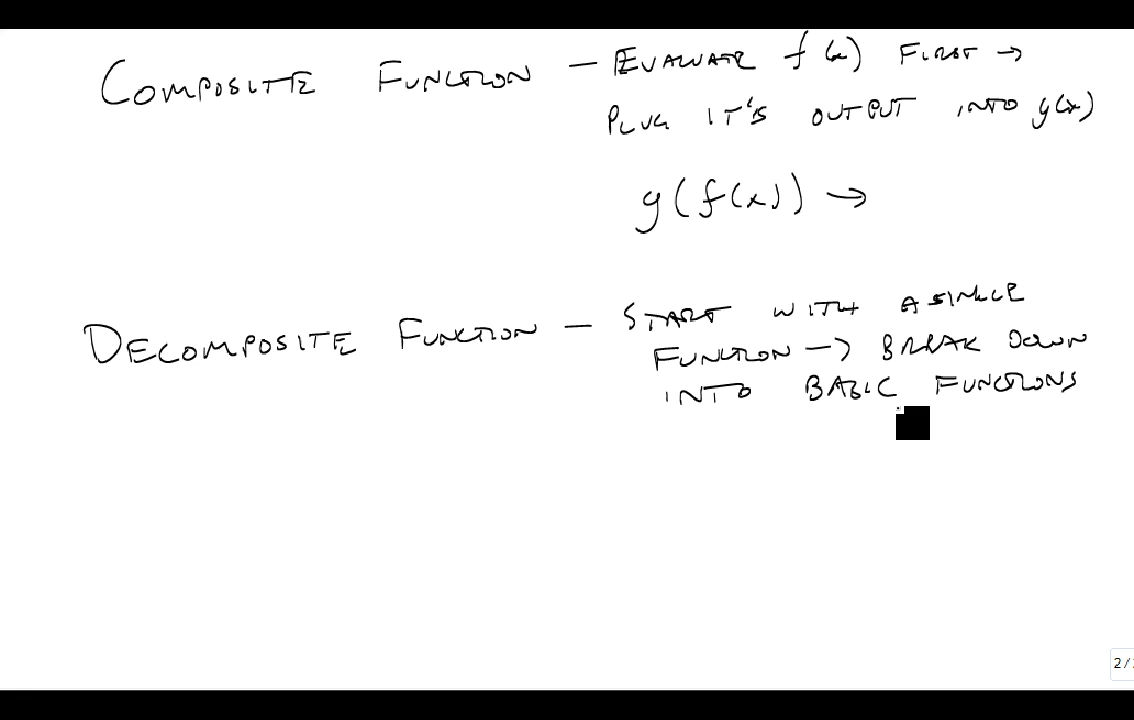 COMPOSITE FUNCTION – EVALUATE f(x) FIRST →
PLUG IT'S OUTPUT INTO g(x)
g(f(x)) →
DECOMPOSITE FUNCTION – START WITH A SINGLE
FUNCTION → BREAK DOWN
INTO BASIC FUNCTIONS
2/